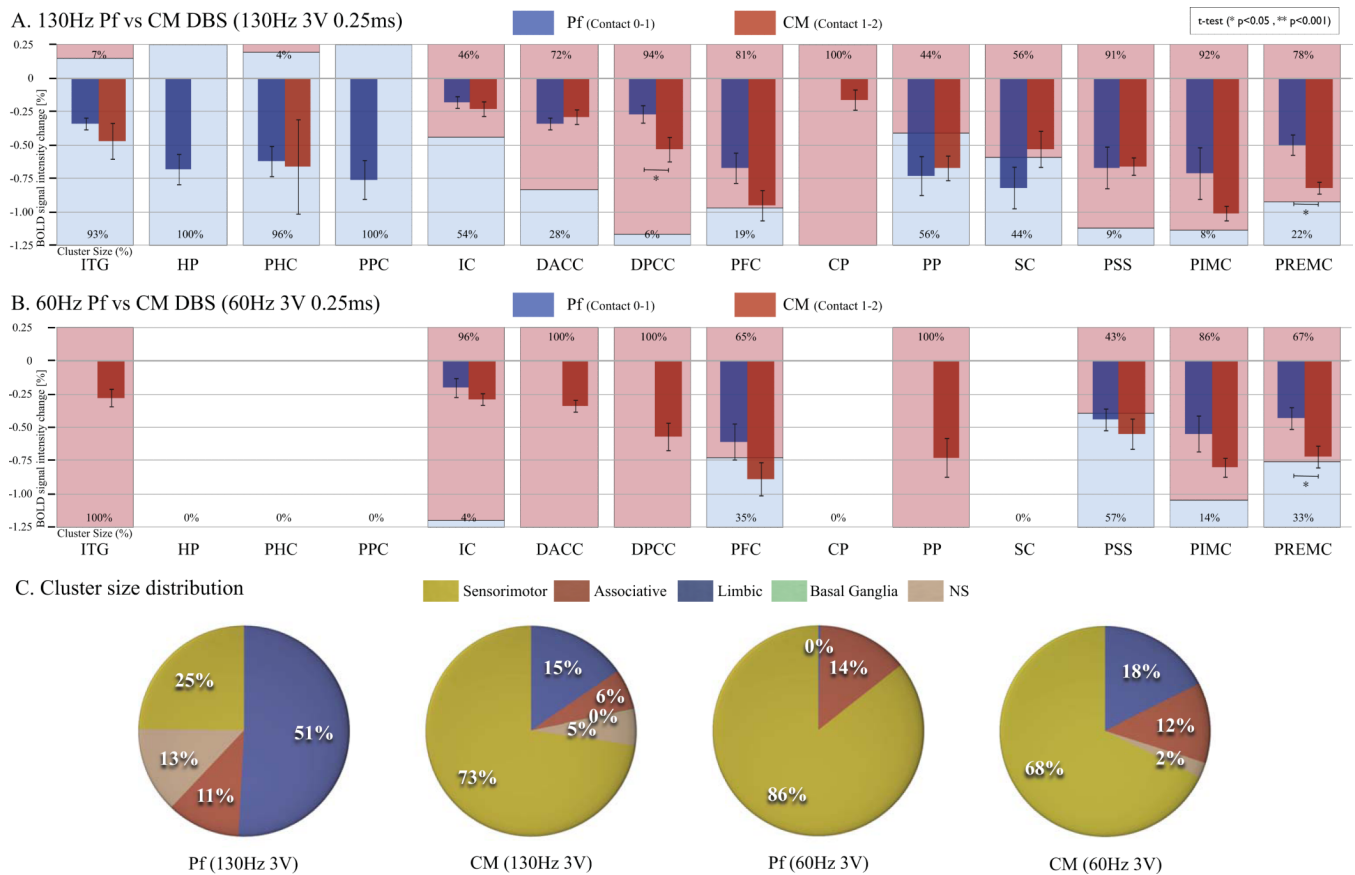 A. 130Hz Pf vs CM DBS (130Hz 3V 0.25ms)
Pf (Contact 0-1)
CM (Contact 1-2)
t-test (* p<0.05 , ** p<0.001)
BOLD signal intensity change [%]
0.25
0
-0.25
-0.50
-0.75
-1.00
-1.25
7% 4% 46% 72% 94% 81% 100% 44% 56% 91% 92% 78%
*
*
93% 100% 96% 100% 54% 28% 6% 19% 56% 44% 9% 8% 22%
Cluster Size (%)
ITG HP PHC PPC IC DACC DPCC PFC CP PP SC PSS PIMC PREMC
B. 60Hz Pf vs CM DBS (60Hz 3V 0.25ms)
Pf (Contact 0-1)
CM (Contact 1-2)
BOLD signal intensity change [%]
0.25
0
-0.25
-0.50
-0.75
-1.00
-1.25
96% 100% 100% 65% 100% 43% 86% 67%
*
100% 0% 0% 0% 4% 35% 0% 0% 57% 14% 33%
Cluster Size (%)
ITG HP PHC PPC IC DACC DPCC PFC CP PP SC PSS PIMC PREMC
C. Cluster size distribution
Sensorimotor Associative Limbic Basal Ganglia NS
25%
51%
13%
11%
Pf (130Hz 3V)
15%
6%
0%
5%
73%
CM (130Hz 3V)
0%
14%
86%
Pf (60Hz 3V)
18%
12%
2%
68%
CM (60Hz 3V)